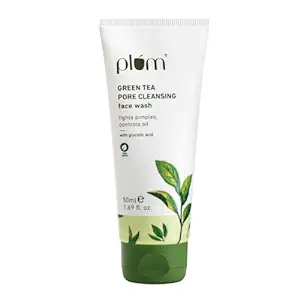 plum
GREEN TEA
PORE CLEANSING
face wash
fights pimples,
controls oil
with glycolic acid
50ml e
1.69 fl. oz.